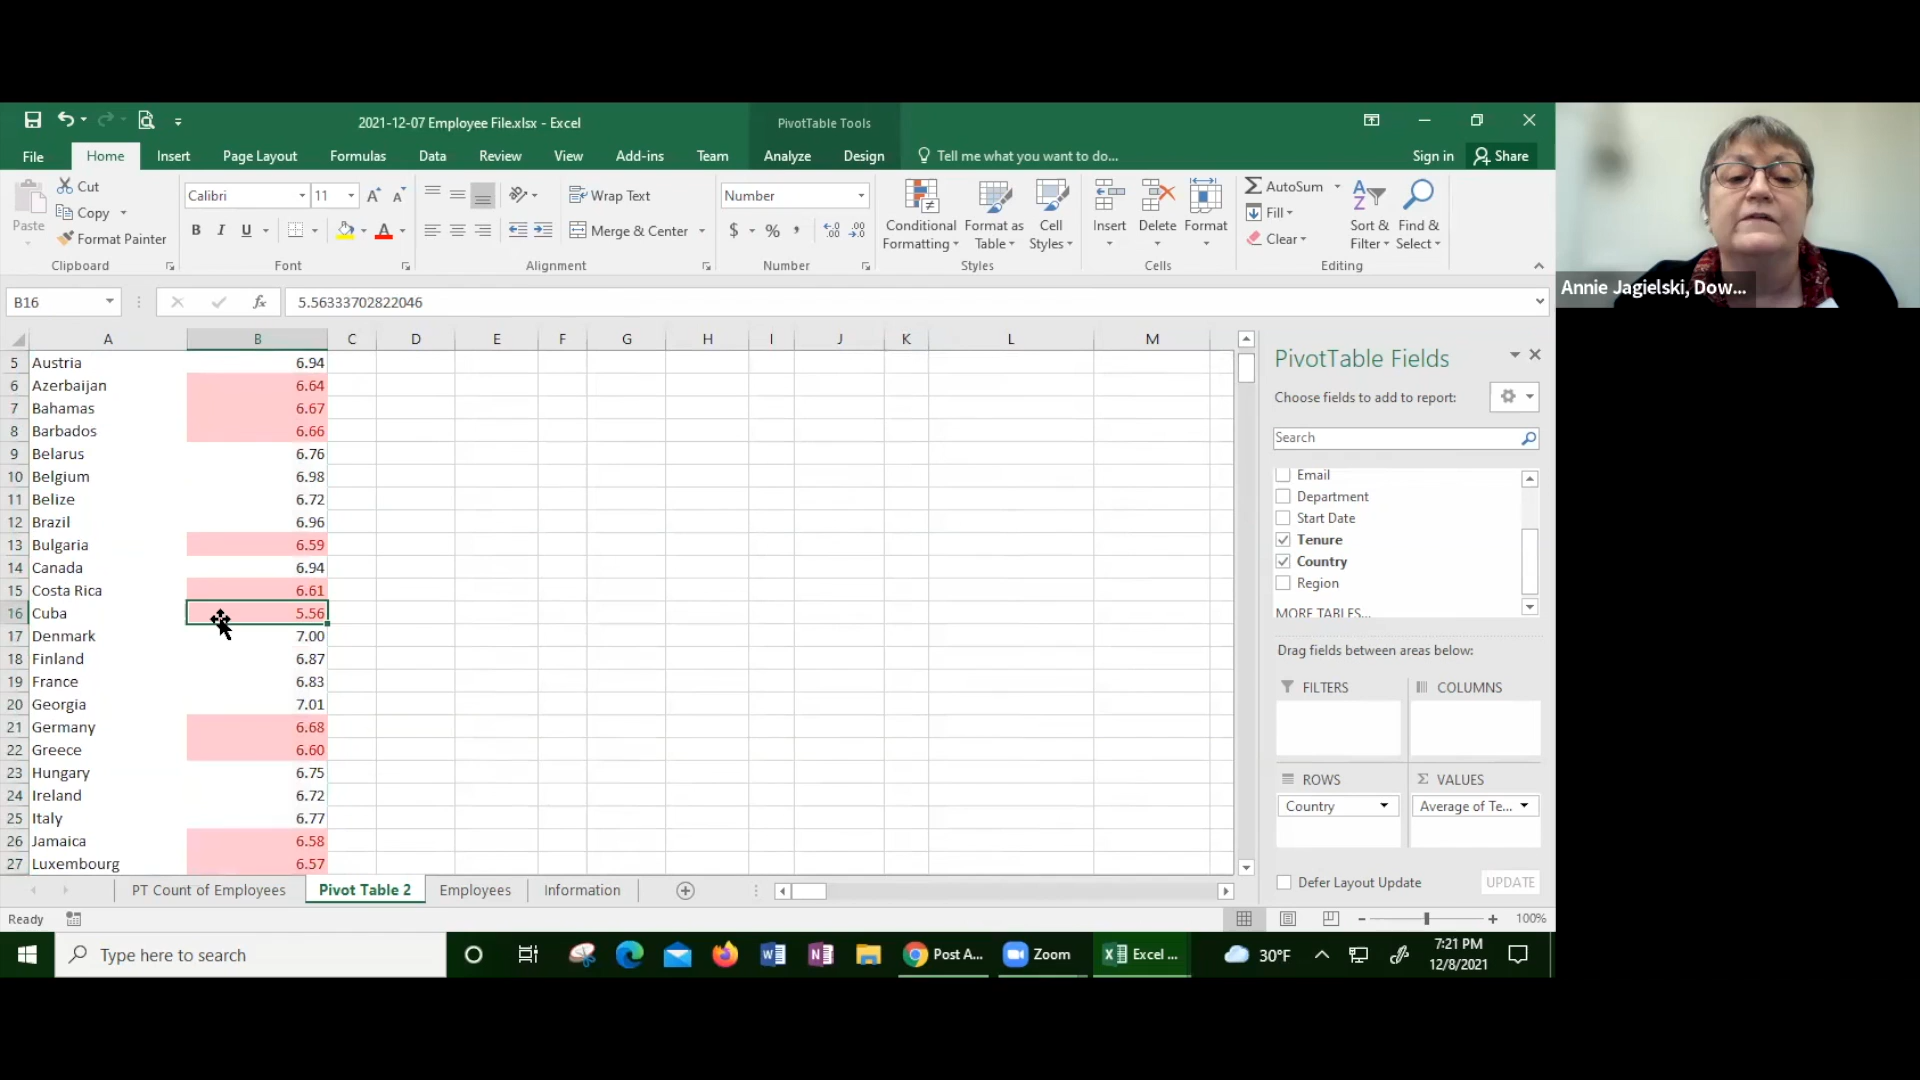 2021-12-07 Employee File.xlsx - Excel
PivotTable Tools
File Home Insert Page Layout Formulas Data Review View Add-ins Team Analyze Design Tell me what you want to do... Sign in Share
Paste
Cut
Copy
Format Painter
Clipboard
Calibri 11
B I U
Font
Wrap Text
Merge & Center
Alignment
Number
$ % ,
Number
Conditional Formatting
Format as Table
Cell Styles
Styles
Insert Delete Format
Cells
AutoSum
Fill
Clear
Sort & Filter
Find & Select
Editing
Annie Jagielski, Dow...
B16 fx 5.56333702822046
A B C D E F G H I J K L M
5 Austria 6.94
6 Azerbaijan 6.64
7 Bahamas 6.67
8 Barbados 6.66
9 Belarus 6.76
10 Belgium 6.98
11 Belize 6.72
12 Brazil 6.96
13 Bulgaria 6.59
14 Canada 6.94
15 Costa Rica 6.61
16 Cuba 5.56
17 Denmark 7.00
18 Finland 6.87
19 France 6.83
20 Georgia 7.01
21 Germany 6.68
22 Greece 6.60
23 Hungary 6.75
24 Ireland 6.72
25 Italy 6.77
26 Jamaica 6.58
27 Luxembourg 6.57
PivotTable Fields
Choose fields to add to report:
Search
Email
Department
Start Date
Tenure
Country
Region
MORE TABLES...
Drag fields between areas below:
FILTERS COLUMNS
ROWS VALUES
Country Average of Te...
Defer Layout Update UPDATE
PT Count of Employees Pivot Table 2 Employees Information
Ready 100%
Type here to search
Post A...
Zoom
Excel ...
30°F
7:21 PM
12/8/2021